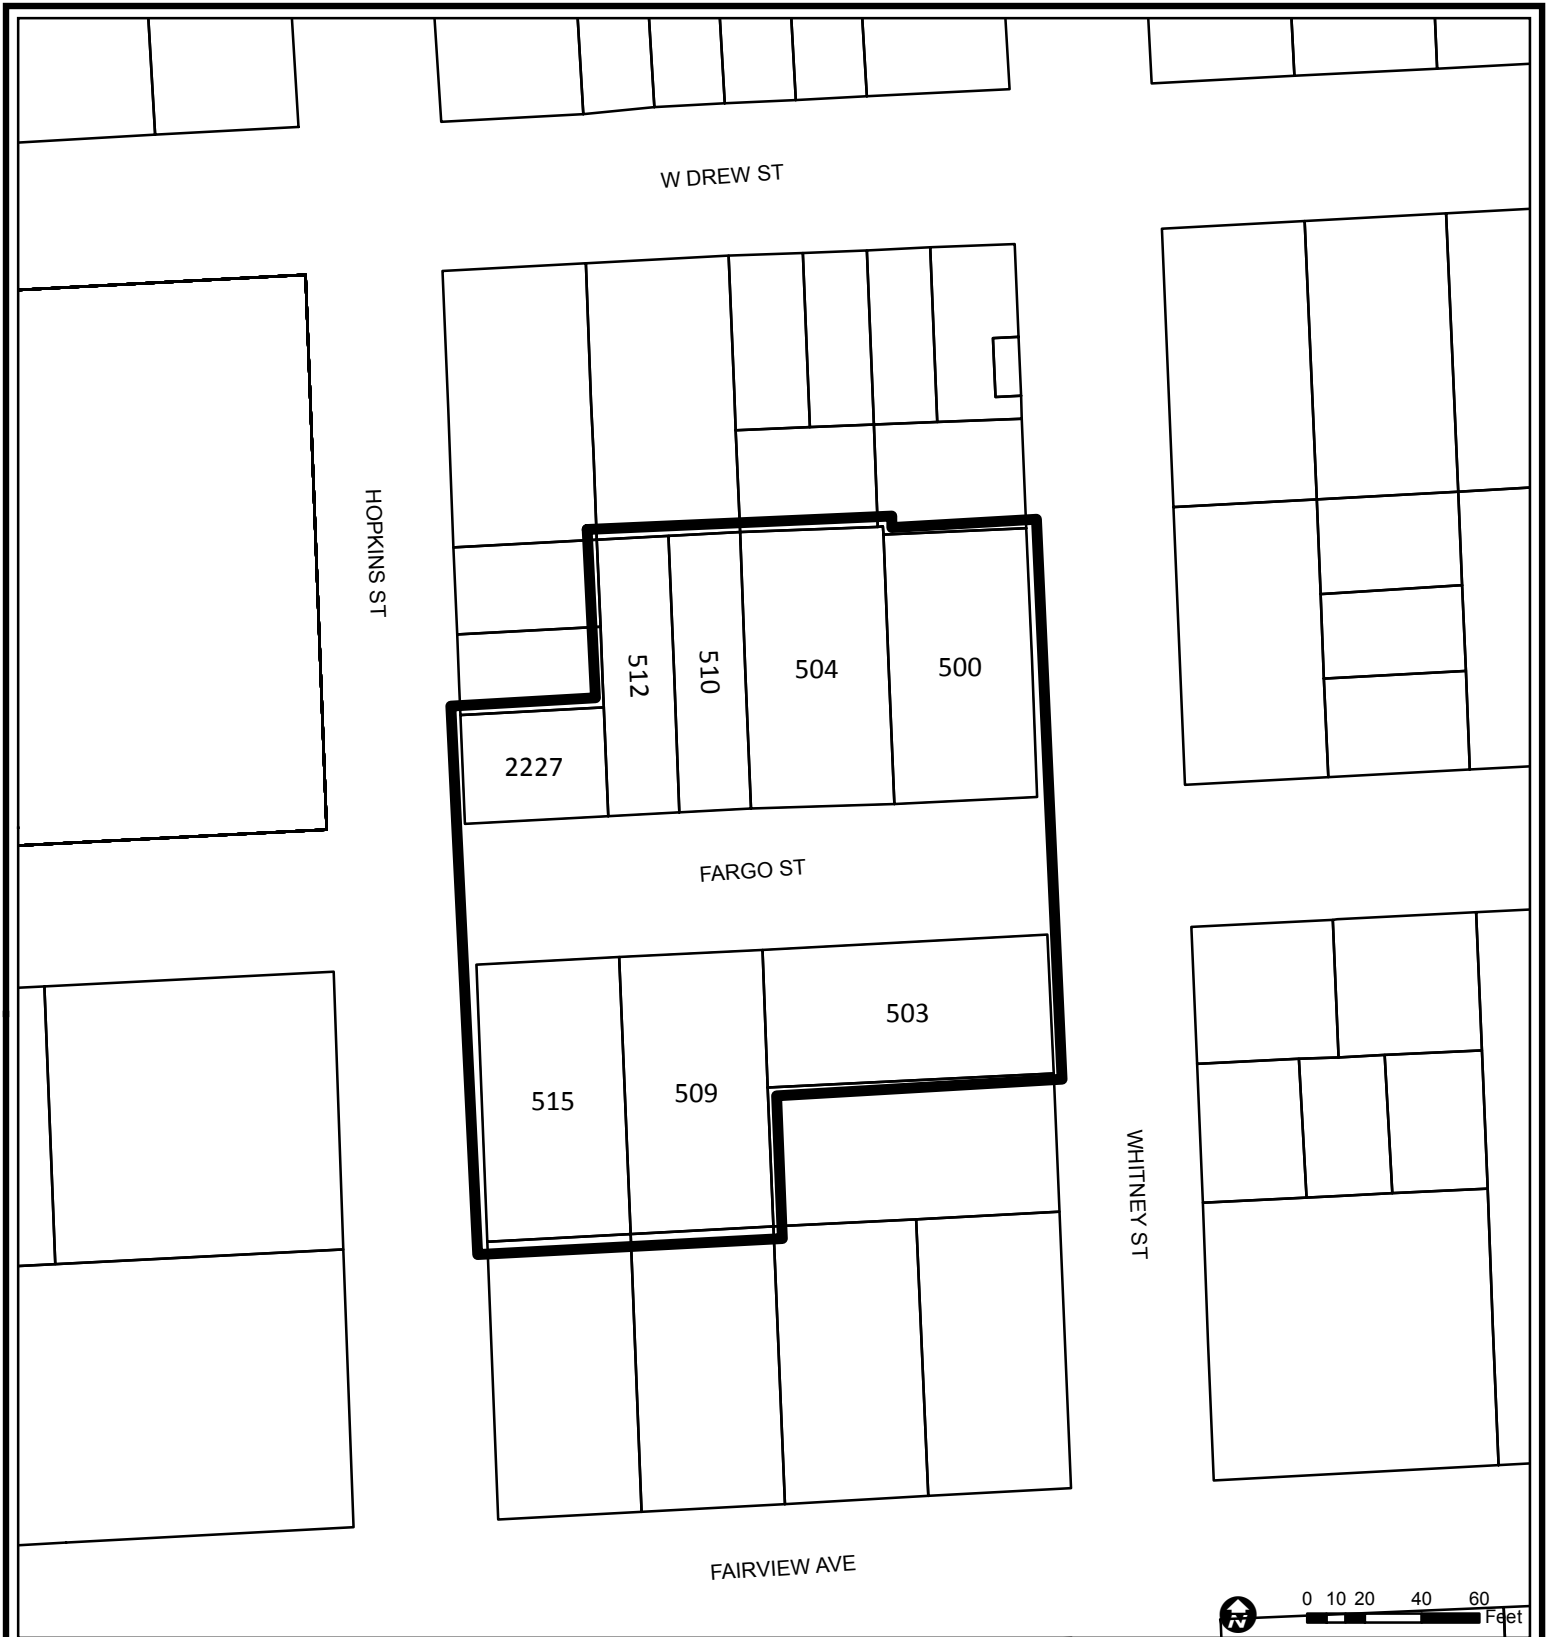 W DREW ST
HOPKINS ST
512
510
504
500
2227
FARGO ST
503
515
509
WHITNEY ST
FAIRVIEW AVE
0 10 20 40 60
Feet
N